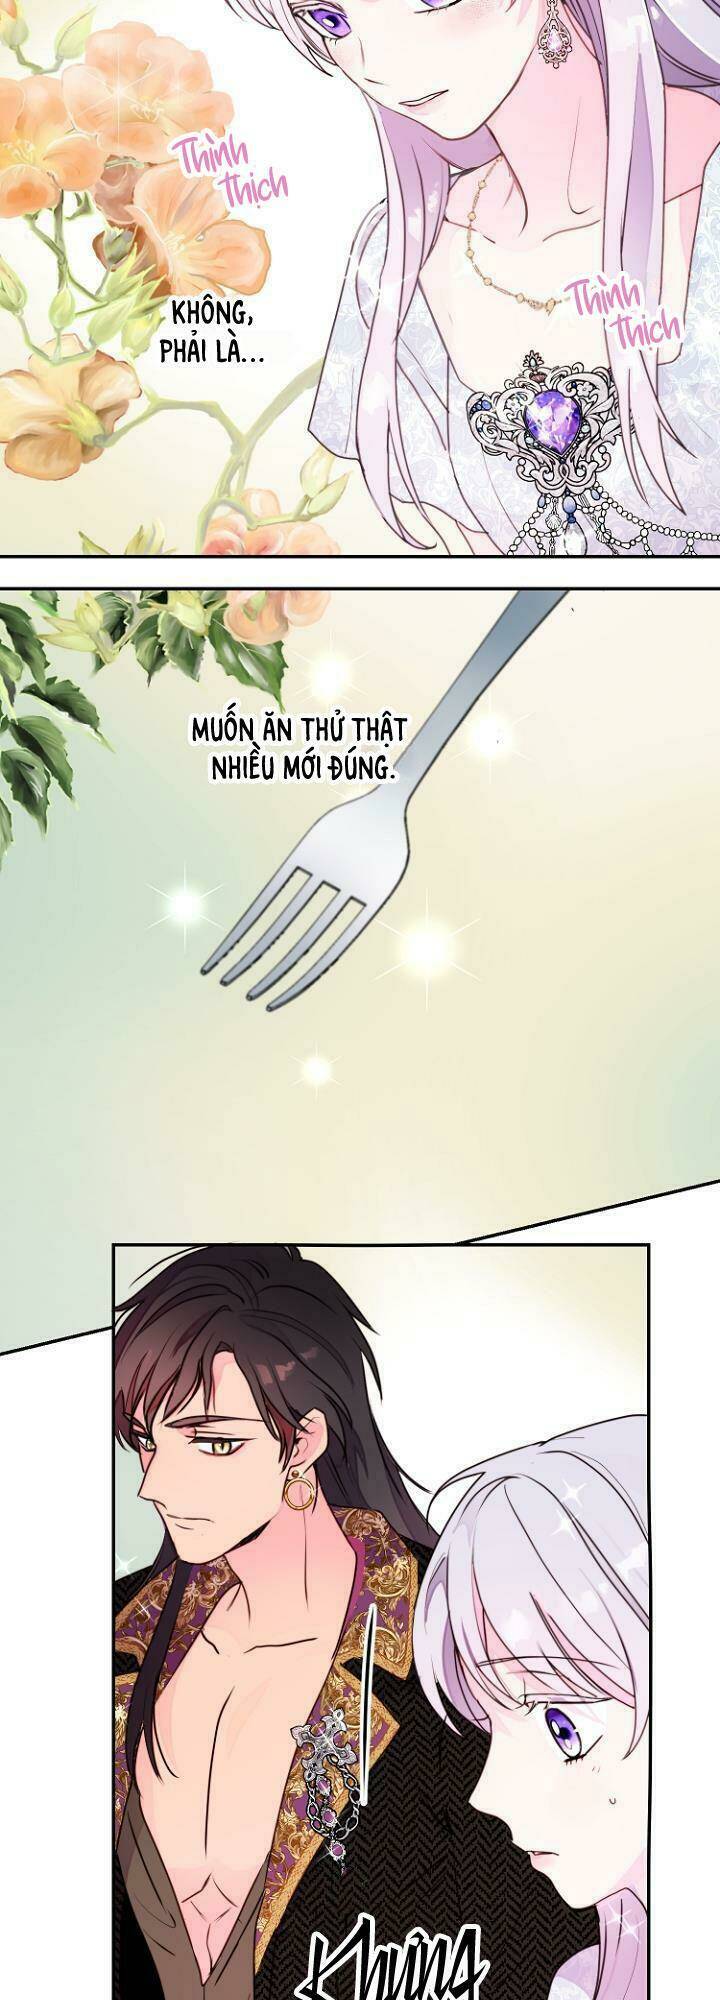 Thình
Thịch
KHÔNG,
PHẢI LÀ...
Thình
Thịch
MUỐN ĂN THỬ THẬT
NHIỀU MỚI ĐÚNG.
Khựng